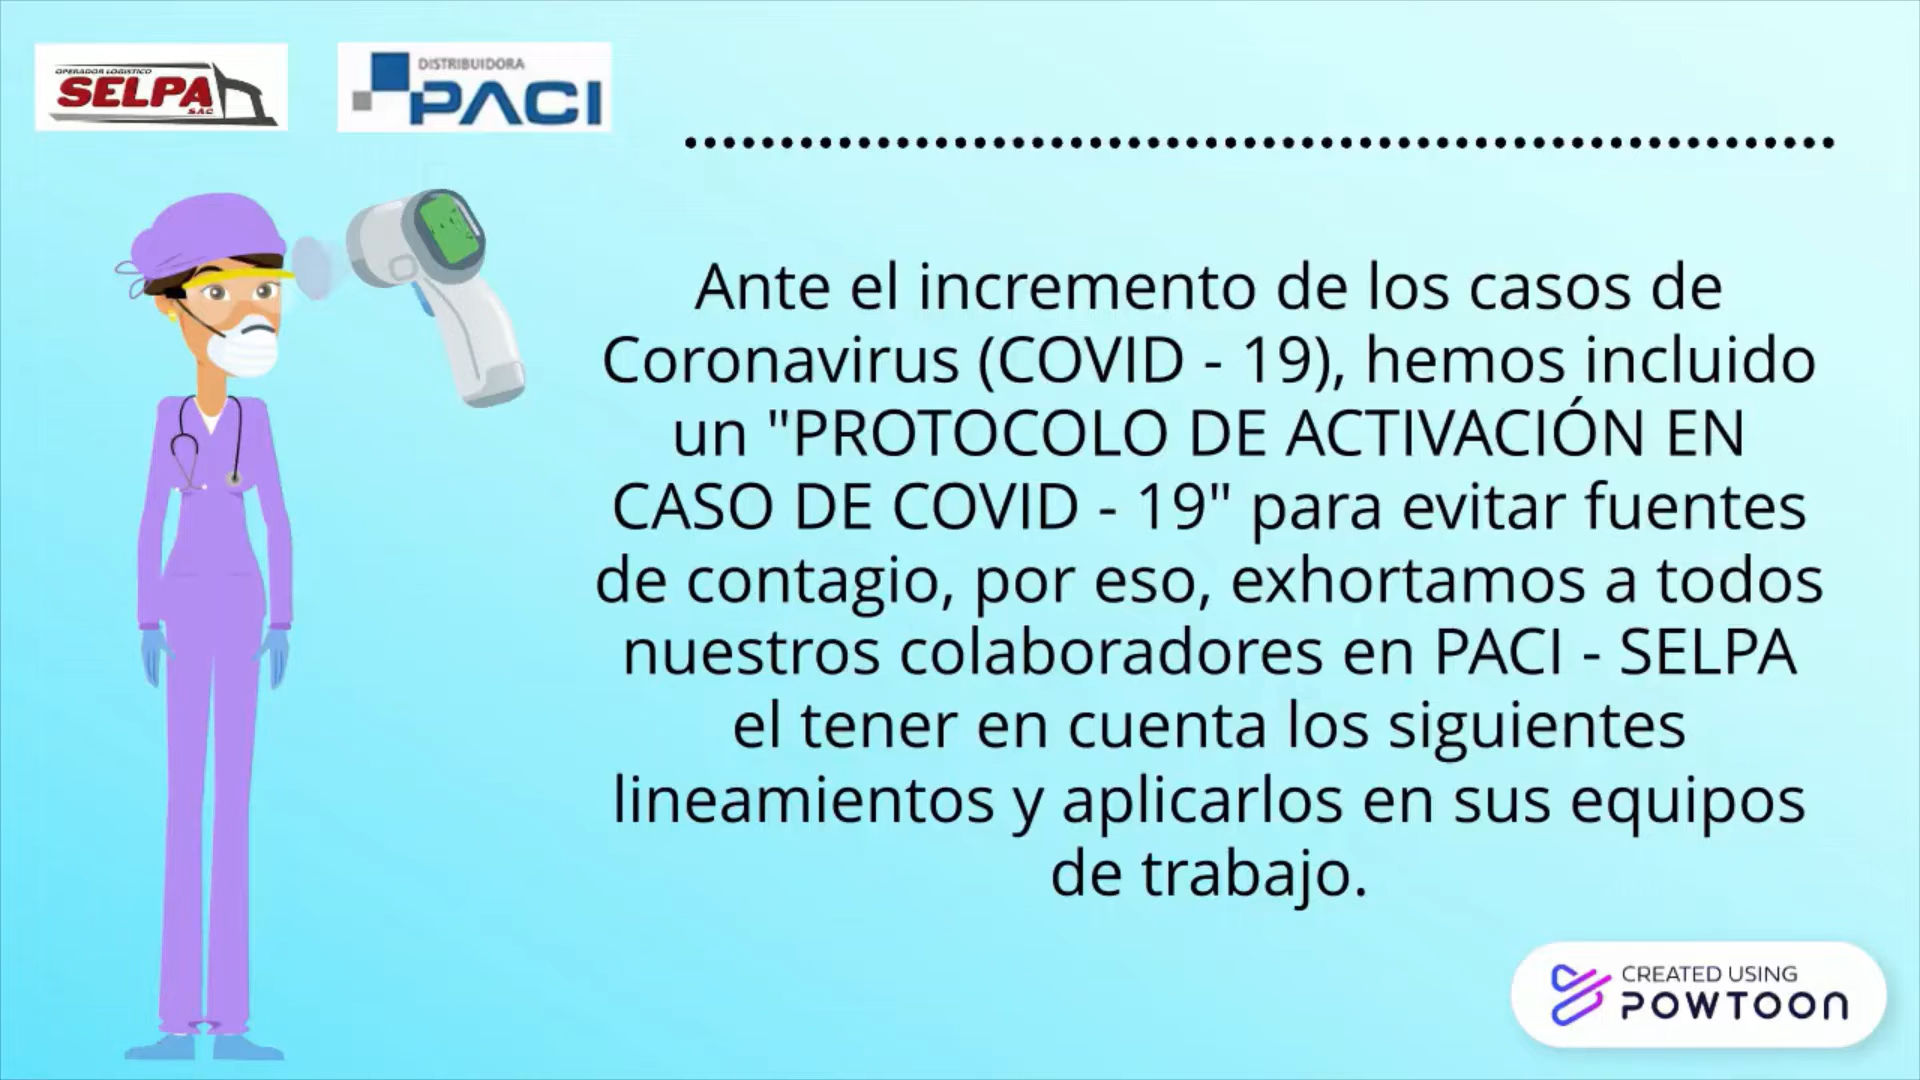 OPERADOR LOGISTICO
SELPA
S.A.C
DISTRIBUIDORA
PACI
Ante el incremento de los casos de
Coronavirus (COVID - 19), hemos incluido
un "PROTOCOLO DE ACTIVACIÓN EN
CASO DE COVID - 19" para evitar fuentes
de contagio, por eso, exhortamos a todos
nuestros colaboradores en PACI - SELPA
el tener en cuenta los siguientes
lineamientos y aplicarlos en sus equipos
de trabajo.
CREATED USING
POWTOON